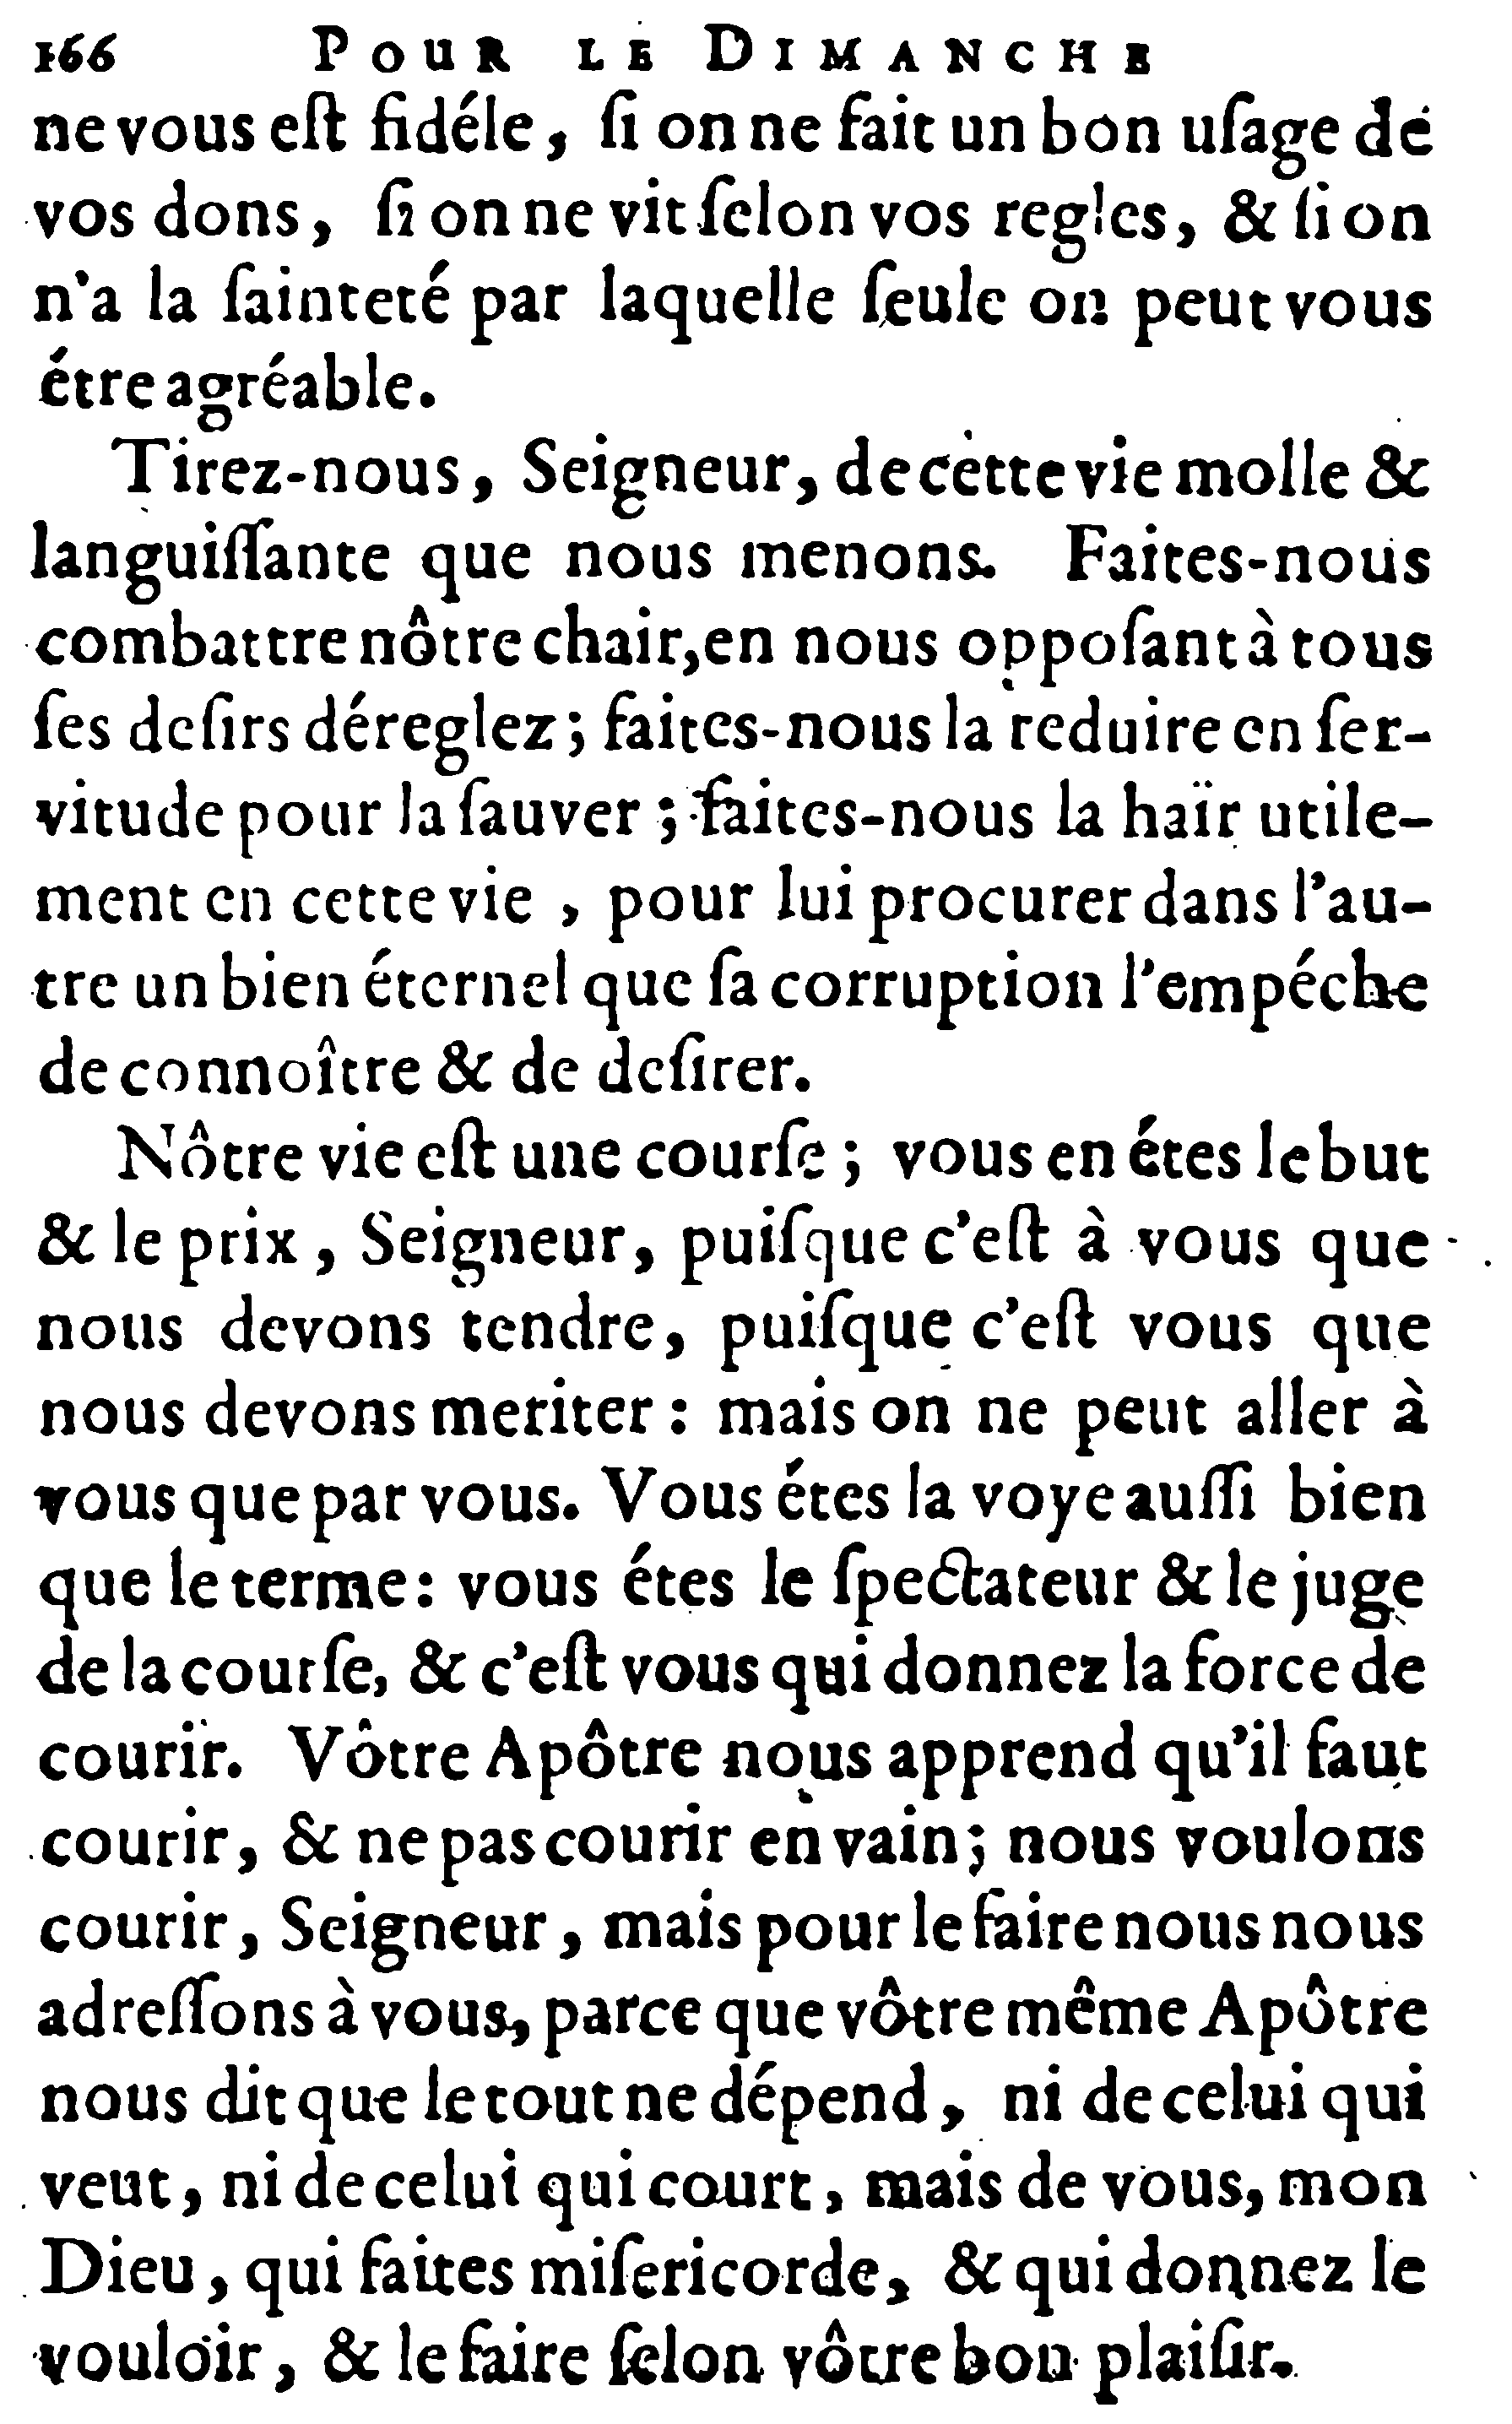 166 POUR LE DIMANCHE
ne vous eſt fidéle, ſi on ne fait un bon uſage de
vos dons, ſi on ne vit ſelon vos regles, & ſi on
n'a la ſainteté par laquelle ſeule on peut vous
étre agréable.
Tirez-nous, Seigneur, de cette vie molle &
languiſſante que nous menons. Faites-nous
combattre nôtre chair, en nous oppoſant à tous
ſes deſirs déreglez; faites-nous la reduire en ſer-
vitude pour la ſauver; faites-nous la haïr utile-
ment en cette vie, pour lui procurer dans l'au-
tre un bien éternel que ſa corruption l'empéche
de connoître & de deſirer.
Nôtre vie eſt une courſe; vous en étes le but
& le prix, Seigneur, puiſque c'eſt à vous que
nous devons tendre, puiſque c'eſt vous que
nous devons meriter: mais on ne peut aller à
vous que par vous. Vous étes la voye auſſi bien
que le terme: vous étes le ſpectateur & le juge
de la courſe, & c'eſt vous qui donnez la force de
courir. Vôtre Apôtre nous apprend qu'il faut
courir, & ne pas courir en vain; nous voulons
courir, Seigneur, mais pour le faire nous nous
adreſſons à vous, parce que vôtre même Apôtre
nous dit que le tout ne dépend, ni de celui qui
veut, ni de celui qui court, mais de vous, mon
Dieu, qui faites miſericorde, & qui donnez le
vouloir, & le faire ſelon vôtre bon plaiſir.